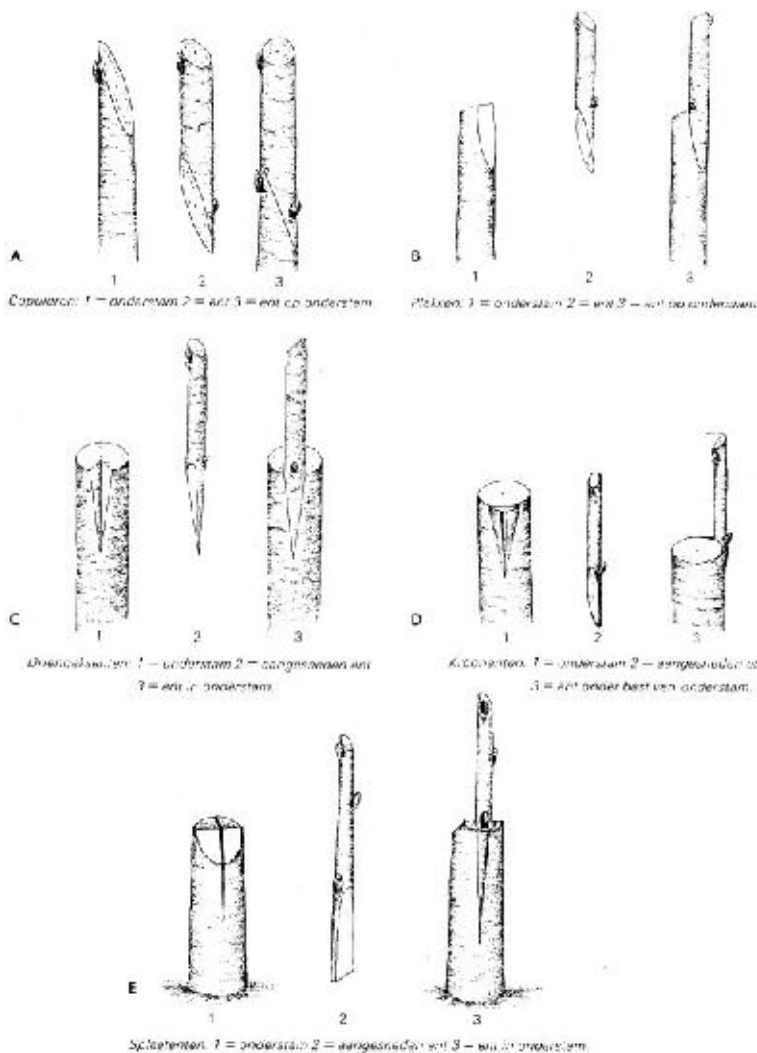 A
1 2 3
Copuleren: 1 = onderstam 2 = ent 3 = ent op onderstam.
B
1 2 3
Plakken: 1 = onderstam 2 = ent 3 = ent op onderstam
C
1 2 3
Driehoeksenten: 1 = onderstam 2 = aangesneden ent
3 = ent in onderstam.
D
1 2 3
Kroonenten: 1 = onderstam 2 = aangesneden
3 = ent onder bast van onderstam.
E
1 2 3
Spleetenten: 1 = onderstam 2 = aangesneden ent 3 = ent in onderstam.